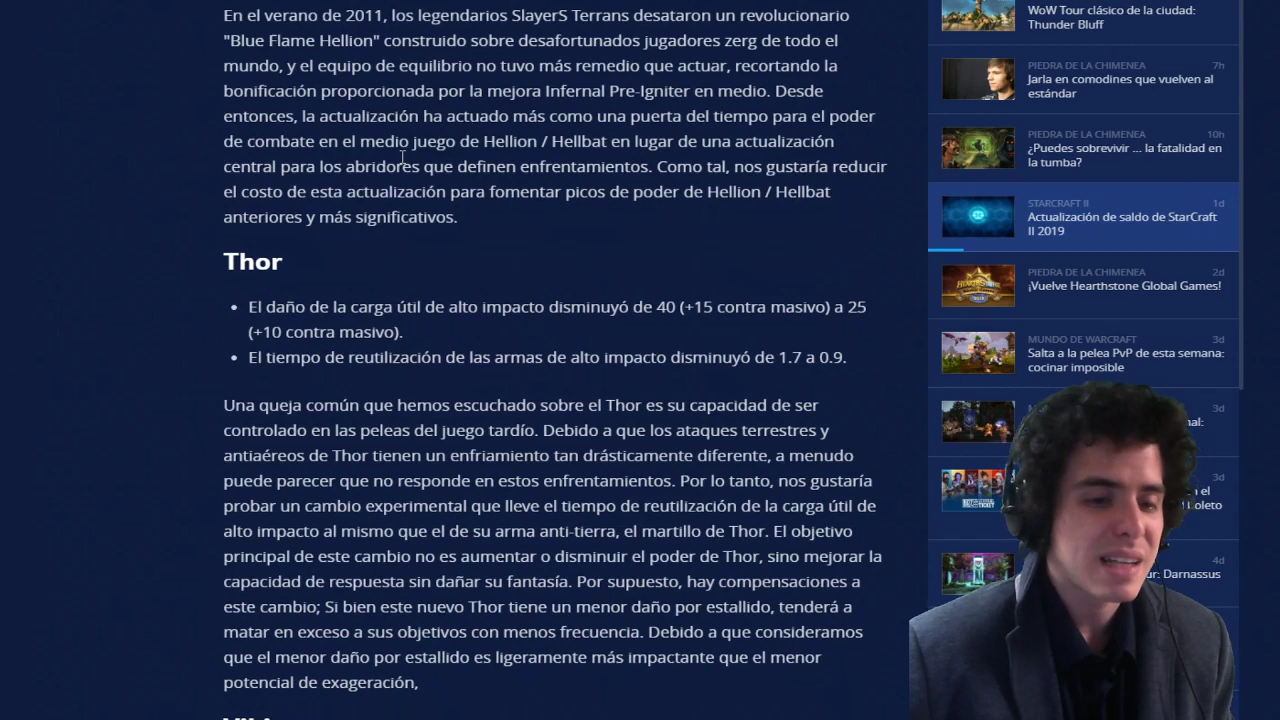 En el verano de 2011, los legendarios SlayerS Terrans desataron un revolucionario
"Blue Flame Hellion" construido sobre desafortunados jugadores zerg de todo el
mundo, y el equipo de equilibrio no tuvo más remedio que actuar, recortando la
bonificación proporcionada por la mejora Infernal Pre-Igniter en medio. Desde
entonces, la actualización ha actuado más como una puerta del tiempo para el poder
de combate en el medio juego de Hellion / Hellbat en lugar de una actualización
central para los abridores que definen enfrentamientos. Como tal, nos gustaría reducir
el costo de esta actualización para fomentar picos de poder de Hellion / Hellbat
anteriores y más significativos.
Thor
• El daño de la carga útil de alto impacto disminuyó de 40 (+15 contra masivo) a 25
(+10 contra masivo).
• El tiempo de reutilización de las armas de alto impacto disminuyó de 1.7 a 0.9.
Una queja común que hemos escuchado sobre el Thor es su capacidad de ser
controlado en las peleas del juego tardío. Debido a que los ataques terrestres y
antiaéreos de Thor tienen un enfriamiento tan drásticamente diferente, a menudo
puede parecer que no responde en estos enfrentamientos. Por lo tanto, nos gustaría
probar un cambio experimental que lleve el tiempo de reutilización de la carga útil de
alto impacto al mismo que el de su arma anti-tierra, el martillo de Thor. El objetivo
principal de este cambio no es aumentar o disminuir el poder de Thor, sino mejorar la
capacidad de respuesta sin dañar su fantasía. Por supuesto, hay compensaciones a
este cambio; Si bien este nuevo Thor tiene un menor daño por estallido, tenderá a
matar en exceso a sus objetivos con menos frecuencia. Debido a que consideramos
que el menor daño por estallido es ligeramente más impactante que el menor
potencial de exageración,
WoW Tour clásico de la ciudad:
Thunder Bluff
PIEDRA DE LA CHIMENEA 7h
Jarla en comodines que vuelven al
estándar
PIEDRA DE LA CHIMENEA 10h
¿Puedes sobrevivir ... la fatalidad en
la tumba?
STARCRAFT II 1d
Actualización de saldo de StarCraft
II 2019
PIEDRA DE LA CHIMENEA 2d
¡Vuelve Hearthstone Global Games!
MUNDO DE WARCRAFT 3d
Salta a la pelea PvP de esta semana:
cocinar imposible
3d
nal:
3d
el
Boleto
4d
ur: Darnassus